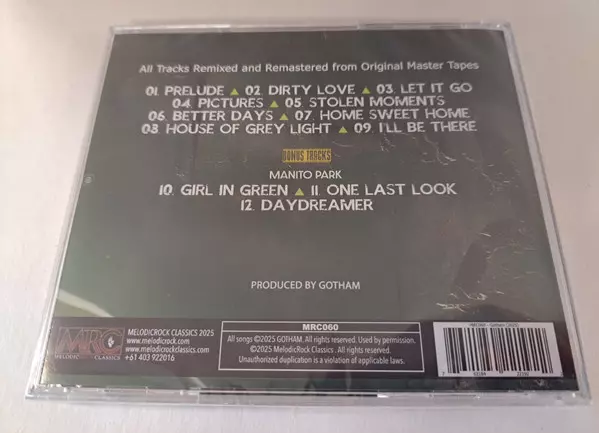 All Tracks Remixed and Remastered from Original Master Tapes
01. PRELUDE ▲ 02. DIRTY LOVE ▲ 03. LET IT GO
04. PICTURES ▲ 05. STOLEN MOMENTS
06. BETTER DAYS ▲ 07. HOME SWEET HOME
08. HOUSE OF GREY LIGHT ▲ 09. I'LL BE THERE
BONUS TRACKS
MANITO PARK
10. GIRL IN GREEN ▲ 11. ONE LAST LOOK
12. DAYDREAMER
PRODUCED BY GOTHAM
MRC
MELODIC CLASSICS
MELODICROCK CLASSICS 2025
www.melodicrock.com
www.melodicrockclassics.com
+61 403 922016
MRC060
All songs ©2025 GOTHAM. All rights reserved. Used by permission.
©2025 MelodicRock Classics . All rights reserved.
Unauthorized duplication is a violation of applicable laws.